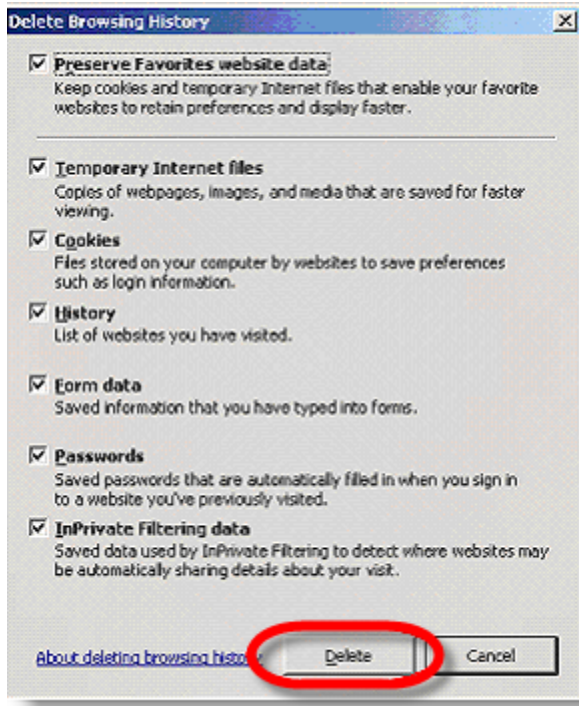 Delete Browsing History
Preserve Favorites website data
Keep cookies and temporary Internet files that enable your favorite
websites to retain preferences and display faster.
Temporary Internet files
Copies of webpages, images, and media that are saved for faster
viewing.
Cookies
Files stored on your computer by websites to save preferences
such as login information.
History
List of websites you have visited.
Form data
Saved information that you have typed into forms.
Passwords
Saved passwords that are automatically filled in when you sign in
to a website you've previously visited.
InPrivate Filtering data
Saved data used by InPrivate Filtering to detect where websites may
be automatically sharing details about your visit.
About deleting browsing history Delete Cancel